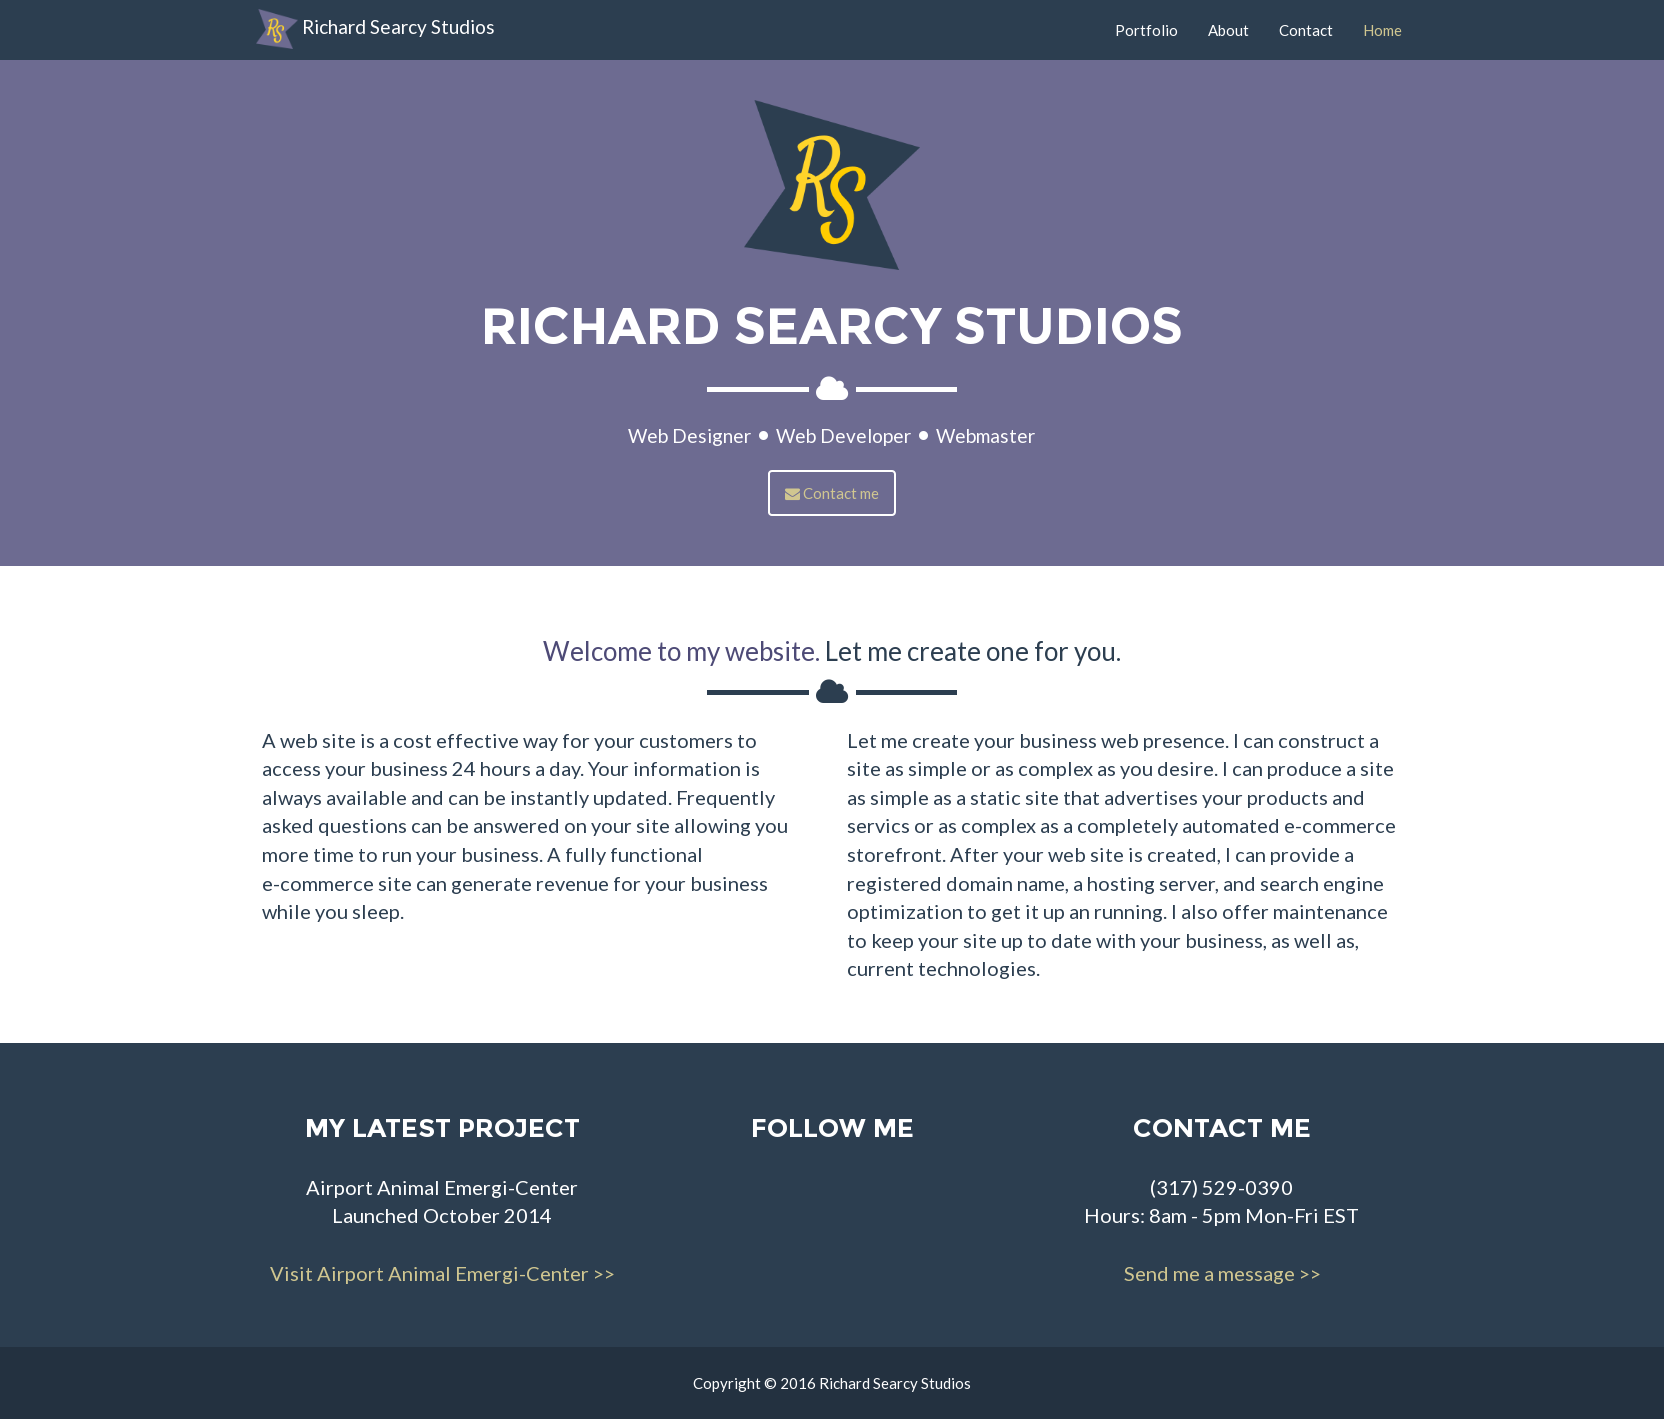 RS Richard Searcy Studios
Portfolio About Contact Home
RS
RICHARD SEARCY STUDIOS
Web Designer • Web Developer • Webmaster
Contact me
Welcome to my website. Let me create one for you.
A web site is a cost effective way for your customers to
access your business 24 hours a day. Your information is
always available and can be instantly updated. Frequently
asked questions can be answered on your site allowing you
more time to run your business. A fully functional
e-commerce site can generate revenue for your business
while you sleep.
Let me create your business web presence. I can construct a
site as simple or as complex as you desire. I can produce a site
as simple as a static site that advertises your products and
servics or as complex as a completely automated e-commerce
storefront. After your web site is created, I can provide a
registered domain name, a hosting server, and search engine
optimization to get it up an running. I also offer maintenance
to keep your site up to date with your business, as well as,
current technologies.
MY LATEST PROJECT
Airport Animal Emergi-Center
Launched October 2014
Visit Airport Animal Emergi-Center >>
FOLLOW ME
CONTACT ME
(317) 529-0390
Hours: 8am - 5pm Mon-Fri EST
Send me a message >>
Copyright © 2016 Richard Searcy Studios